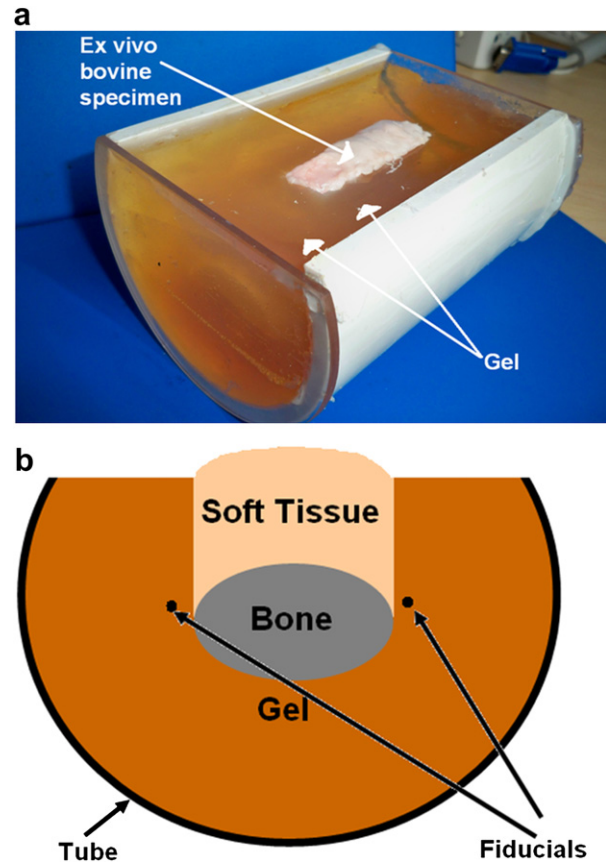 a
Ex vivo
bovine
specimen
Gel
b
Soft Tissue
Bone
Gel
Tube
Fiducials